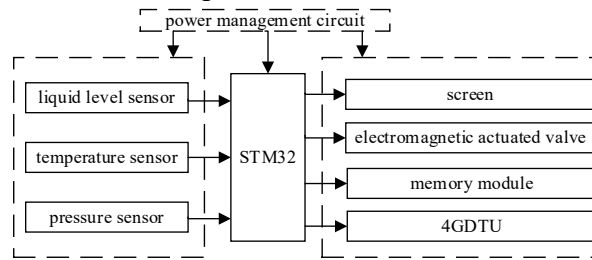 power management circuit
liquid level sensor
temperature sensor
pressure sensor
STM32
screen
electromagnetic actuated valve
memory module
4GDTU